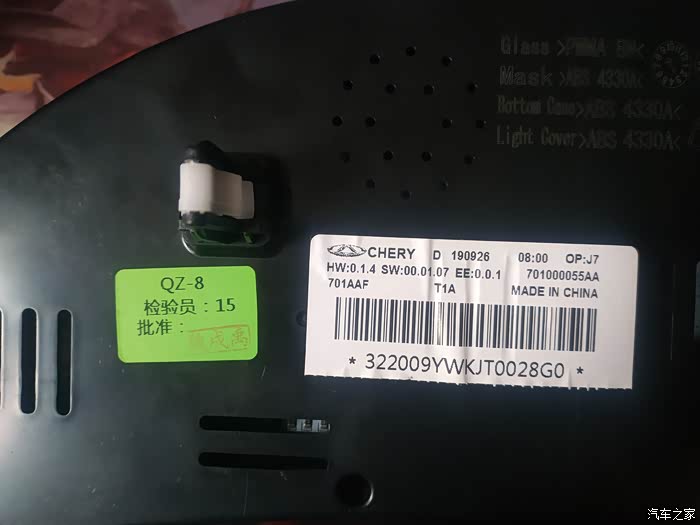 Glass >PMMA
Mask >ABS 4330A<
Bottom Case >ABS 4330A<
Light Cover >ABS 4330A<
CHERY D 190926 08:00 OP:J7
HW:0.1.4 SW:00.01.07 EE:0.0.1 701000055AA
701AAF T1A MADE IN CHINA
* 322009YWKJT0028G0 *
QZ-8
检验员：15
批准：
汽车之家